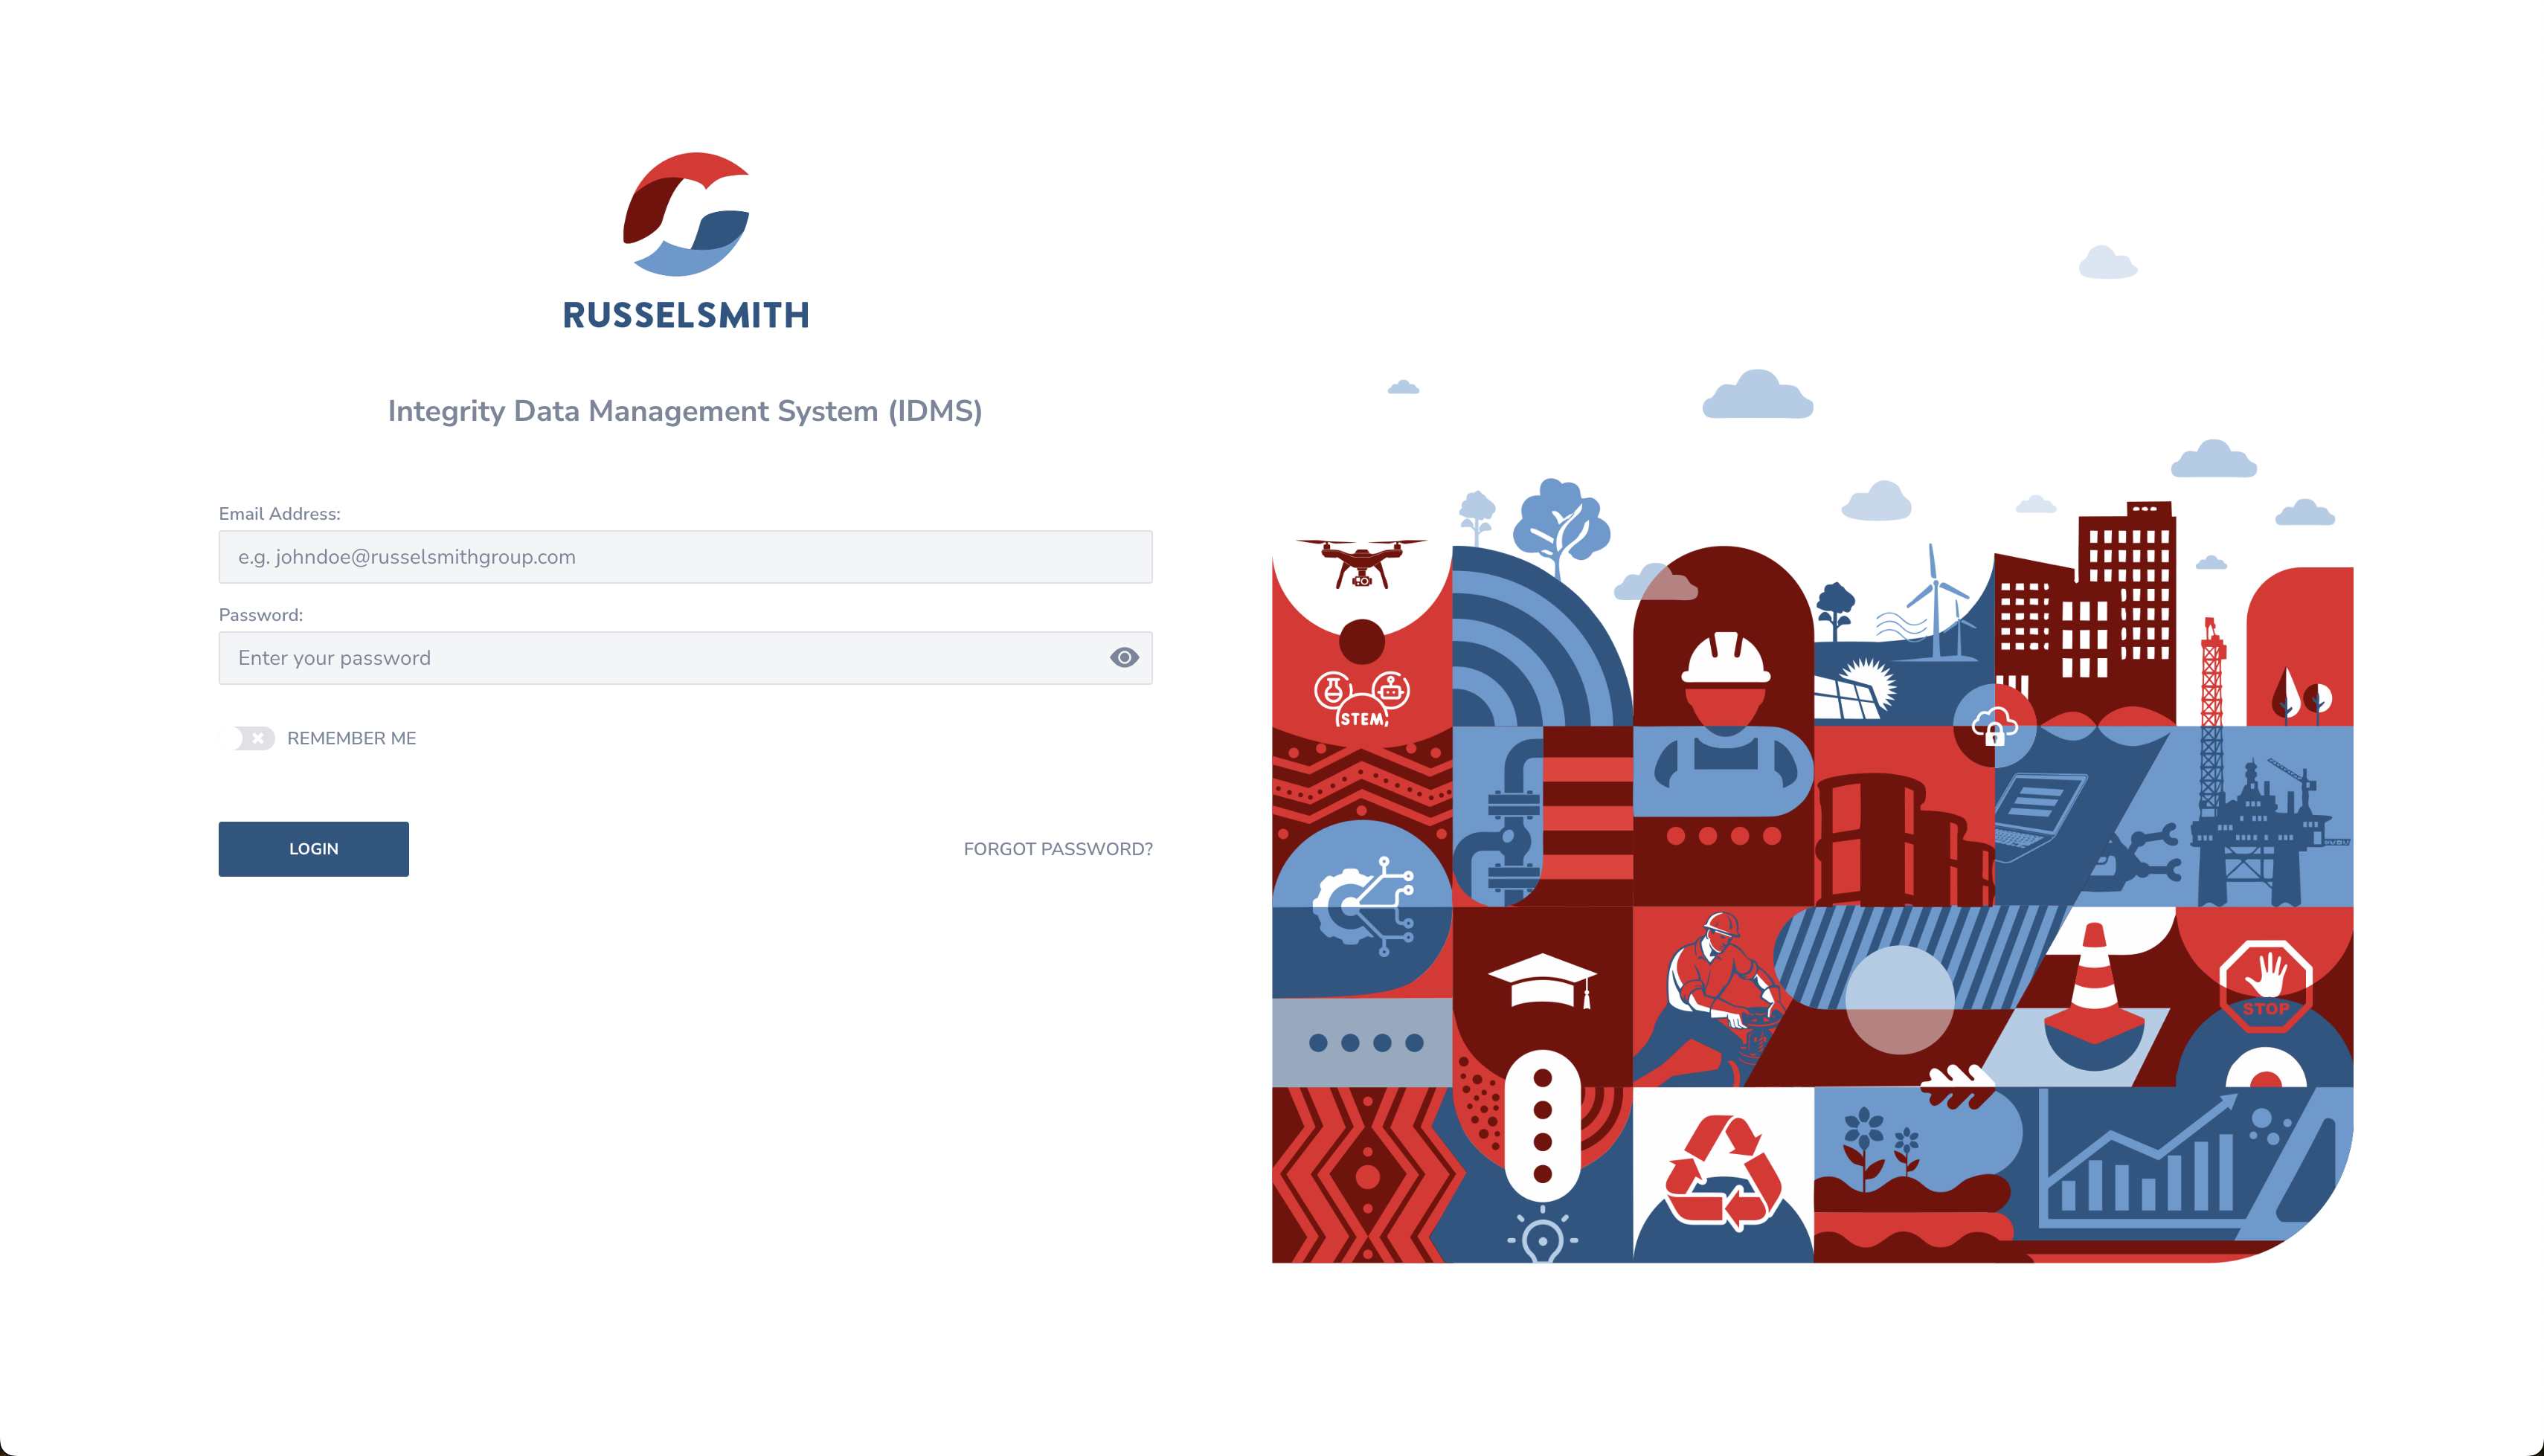 RUSSELSMITH
Integrity Data Management System (IDMS)
Email Address:
e.g. johndoe@russelsmithgroup.com
Password:
Enter your password
REMEMBER ME
LOGIN
FORGOT PASSWORD?
STEM
STOP